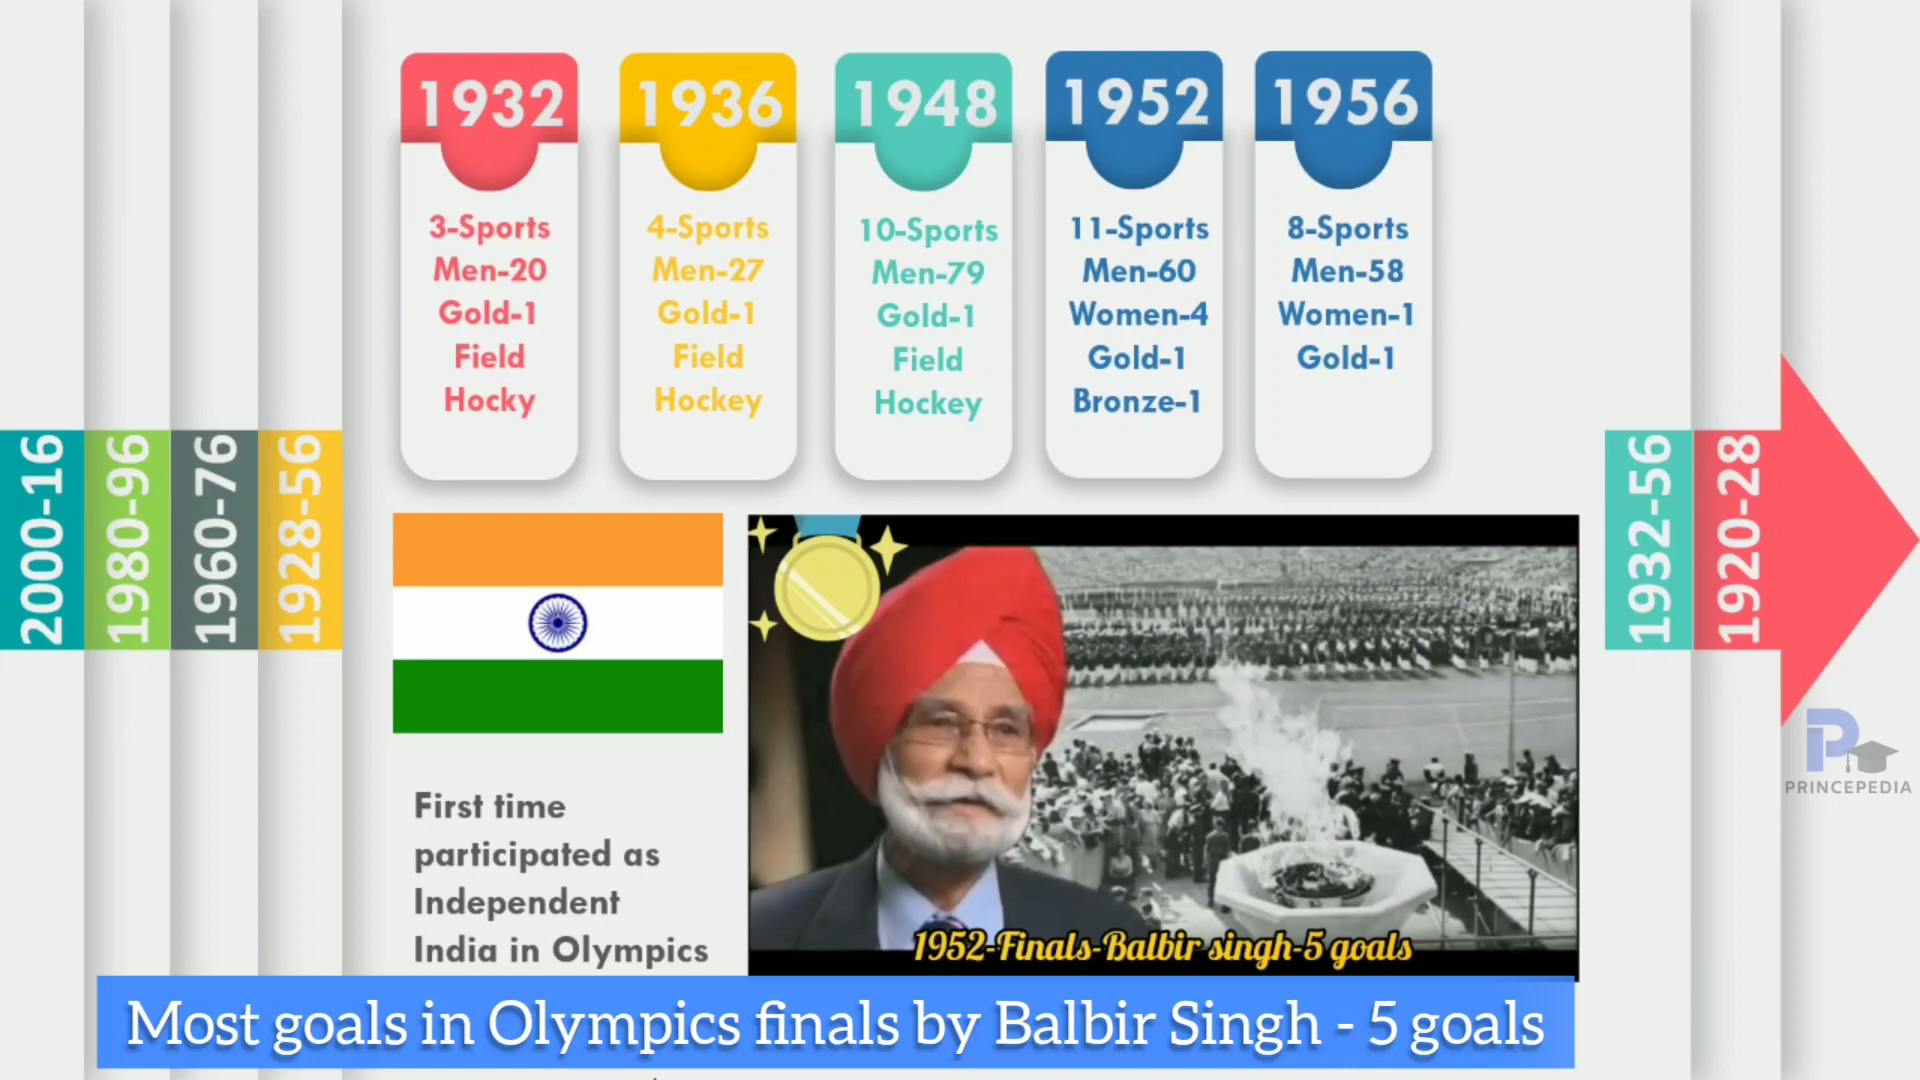 1932
3-Sports
Men-20
Gold-1
Field
Hocky
1936
4-Sports
Men-27
Gold-1
Field
Hockey
1948
10-Sports
Men-79
Gold-1
Field
Hockey
1952
11-Sports
Men-60
Women-4
Gold-1
Bronze-1
1956
8-Sports
Men-58
Women-1
Gold-1
2000-16
1980-96
1960-76
1928-56
1932-56
1920-28
First time
participated as
Independent
India in Olympics
1952-Finals-Balbir singh-5 goals
PRINCEPEDIA
Most goals in Olympics finals by Balbir Singh - 5 goals